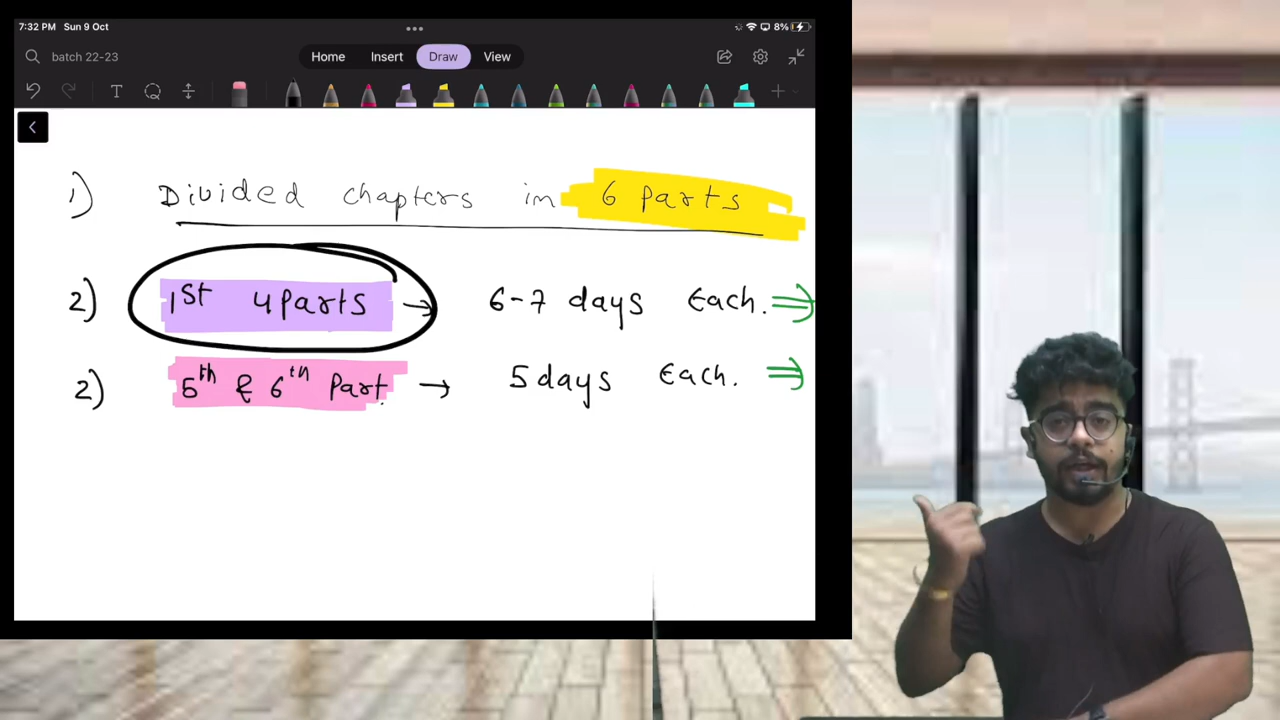 7:32 PM Sun 9 Oct
8%
batch 22-23
Home Insert Draw View
T
1) Divided chapters in 6 Parts
2) 1st 4 Parts → 6-7 days Each. ⇒
2) 5th & 6th Part. → 5 days Each. ⇒